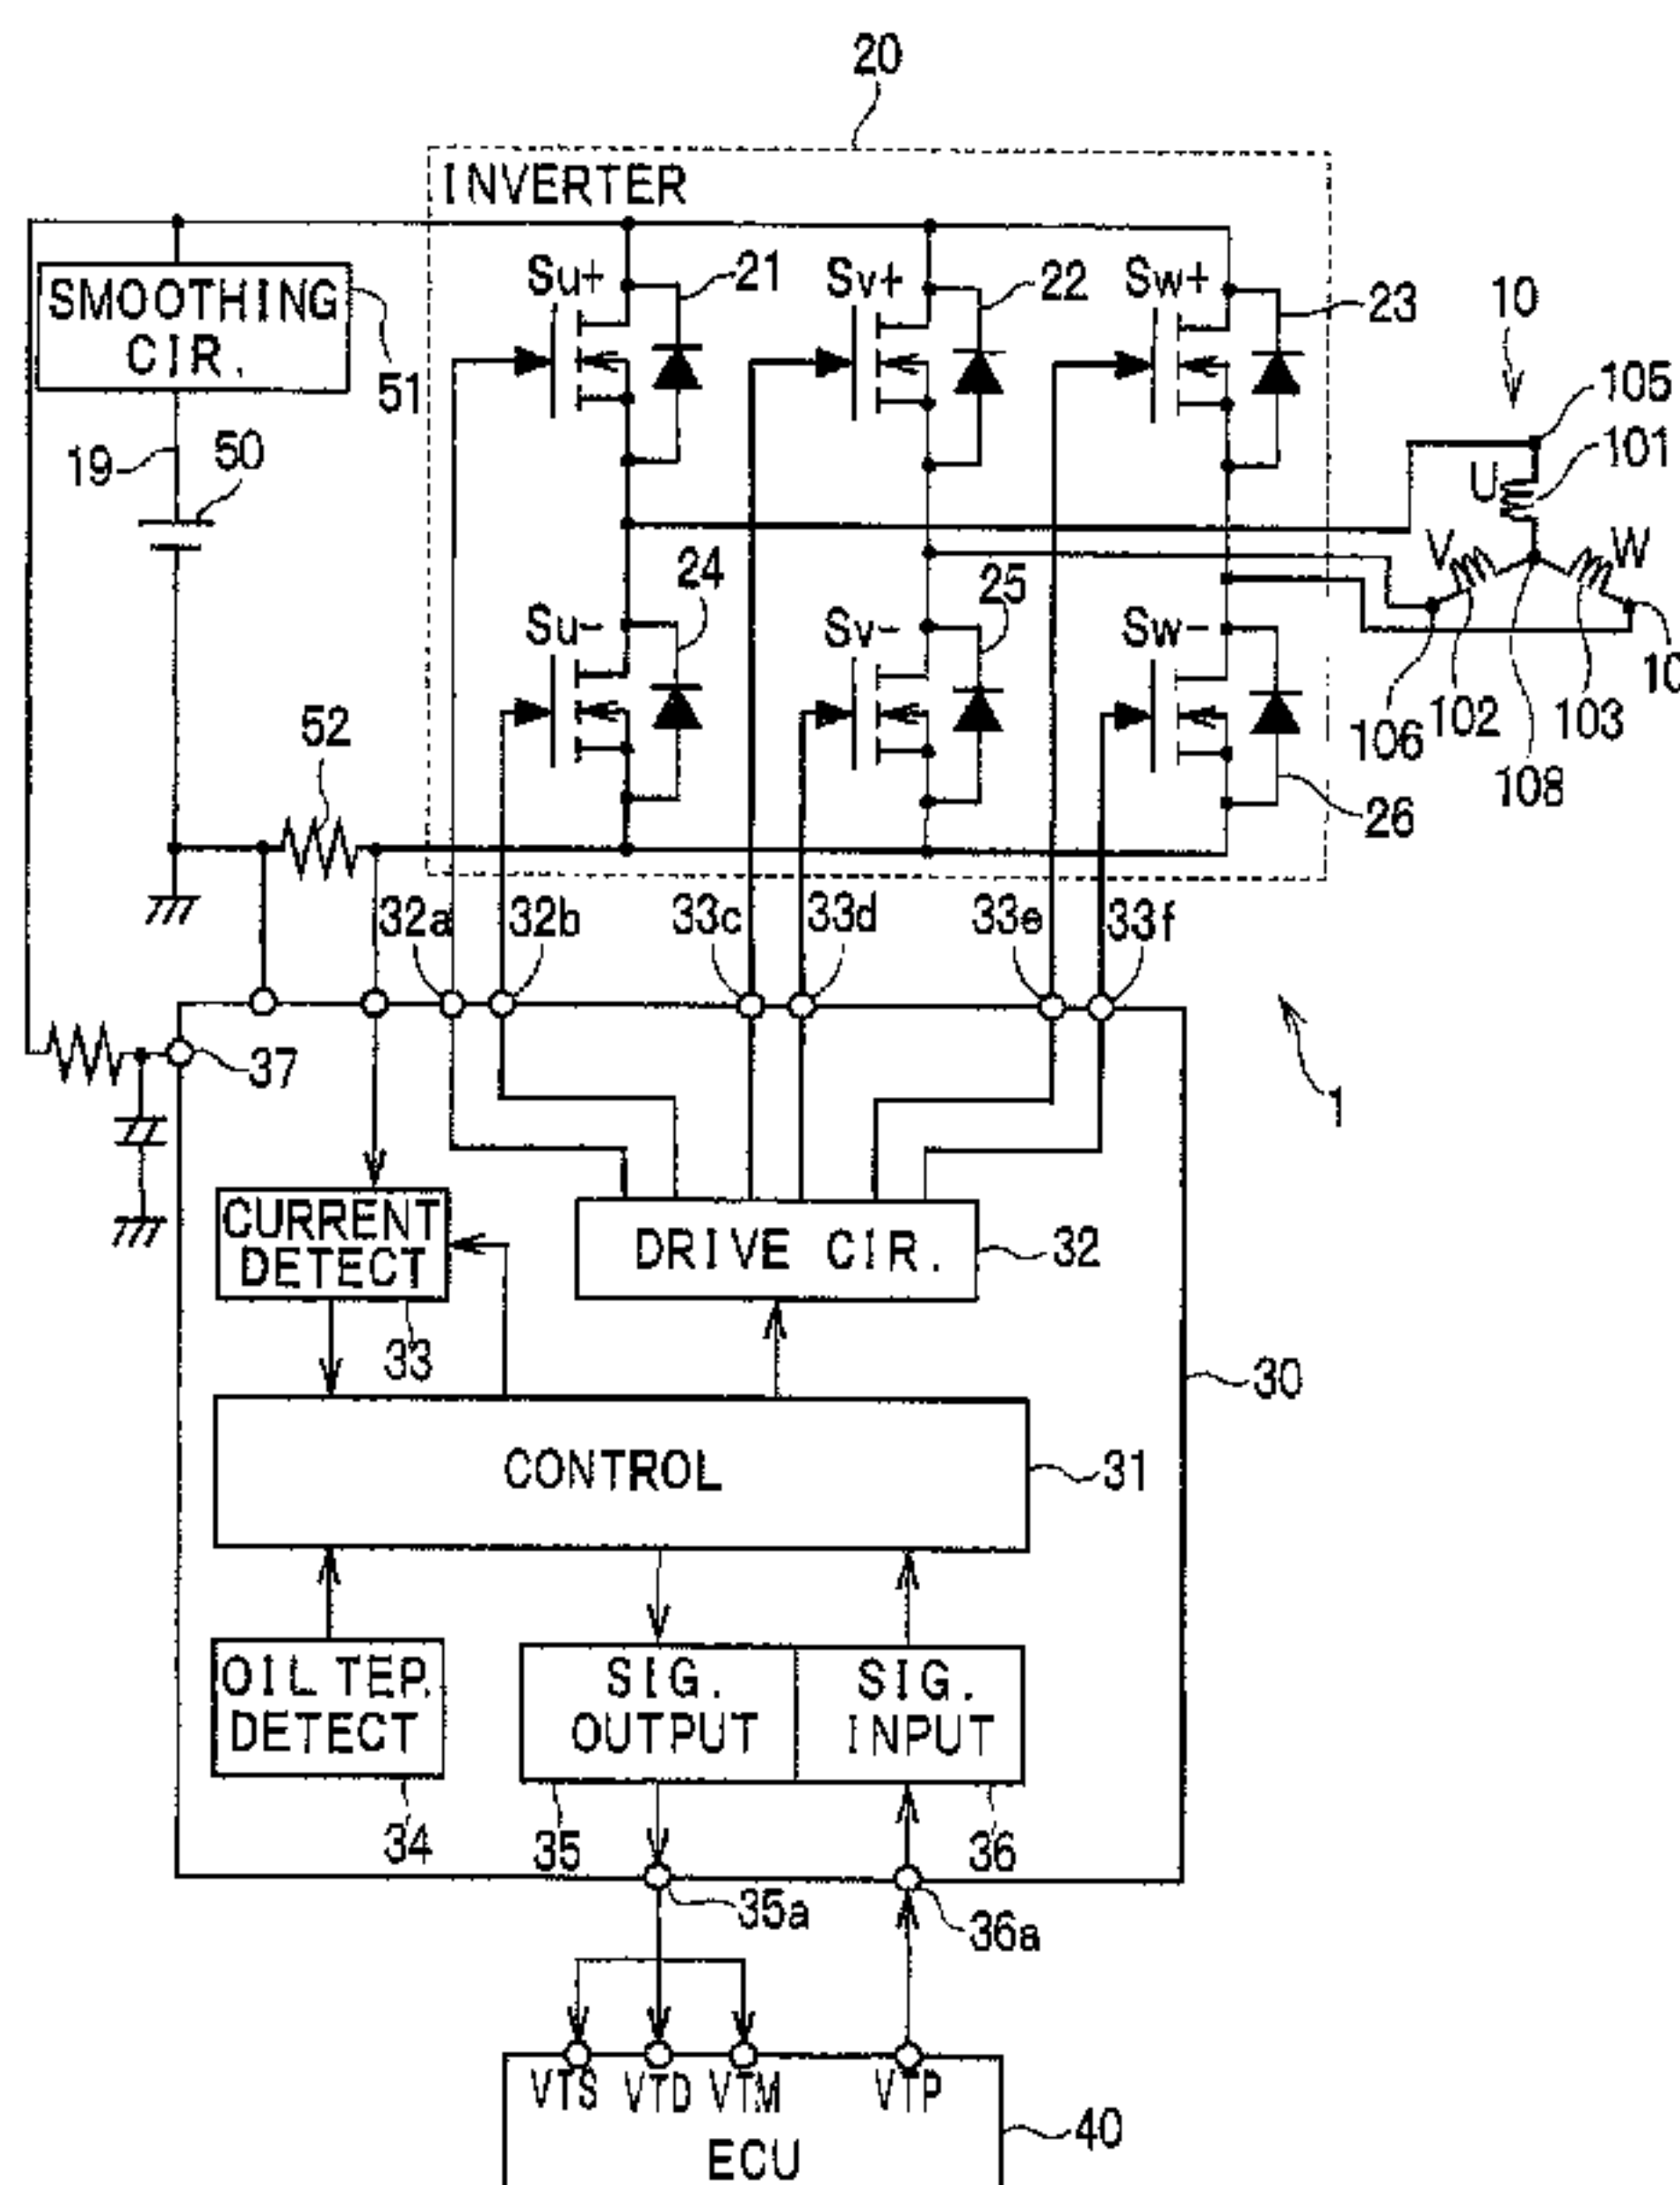 20
INVERTER
Su+
21
Sv+
22
Sw+
23
SMOOTHING
CIR.
51
10
105
101
19
50
U
V
W
24
25
Su-
Sv-
Sw-
52
106
102
108
103
10
26
32a
32b
33c
33d
33e
33f
37
1
CURRENT
DETECT
33
DRIVE CIR.
32
30
CONTROL
31
OIL TEP.
DETECT
34
SIG.
OUTPUT
35
SIG.
INPUT
36
35a
36a
VTS
VTD
VTM
VTP
ECU
40